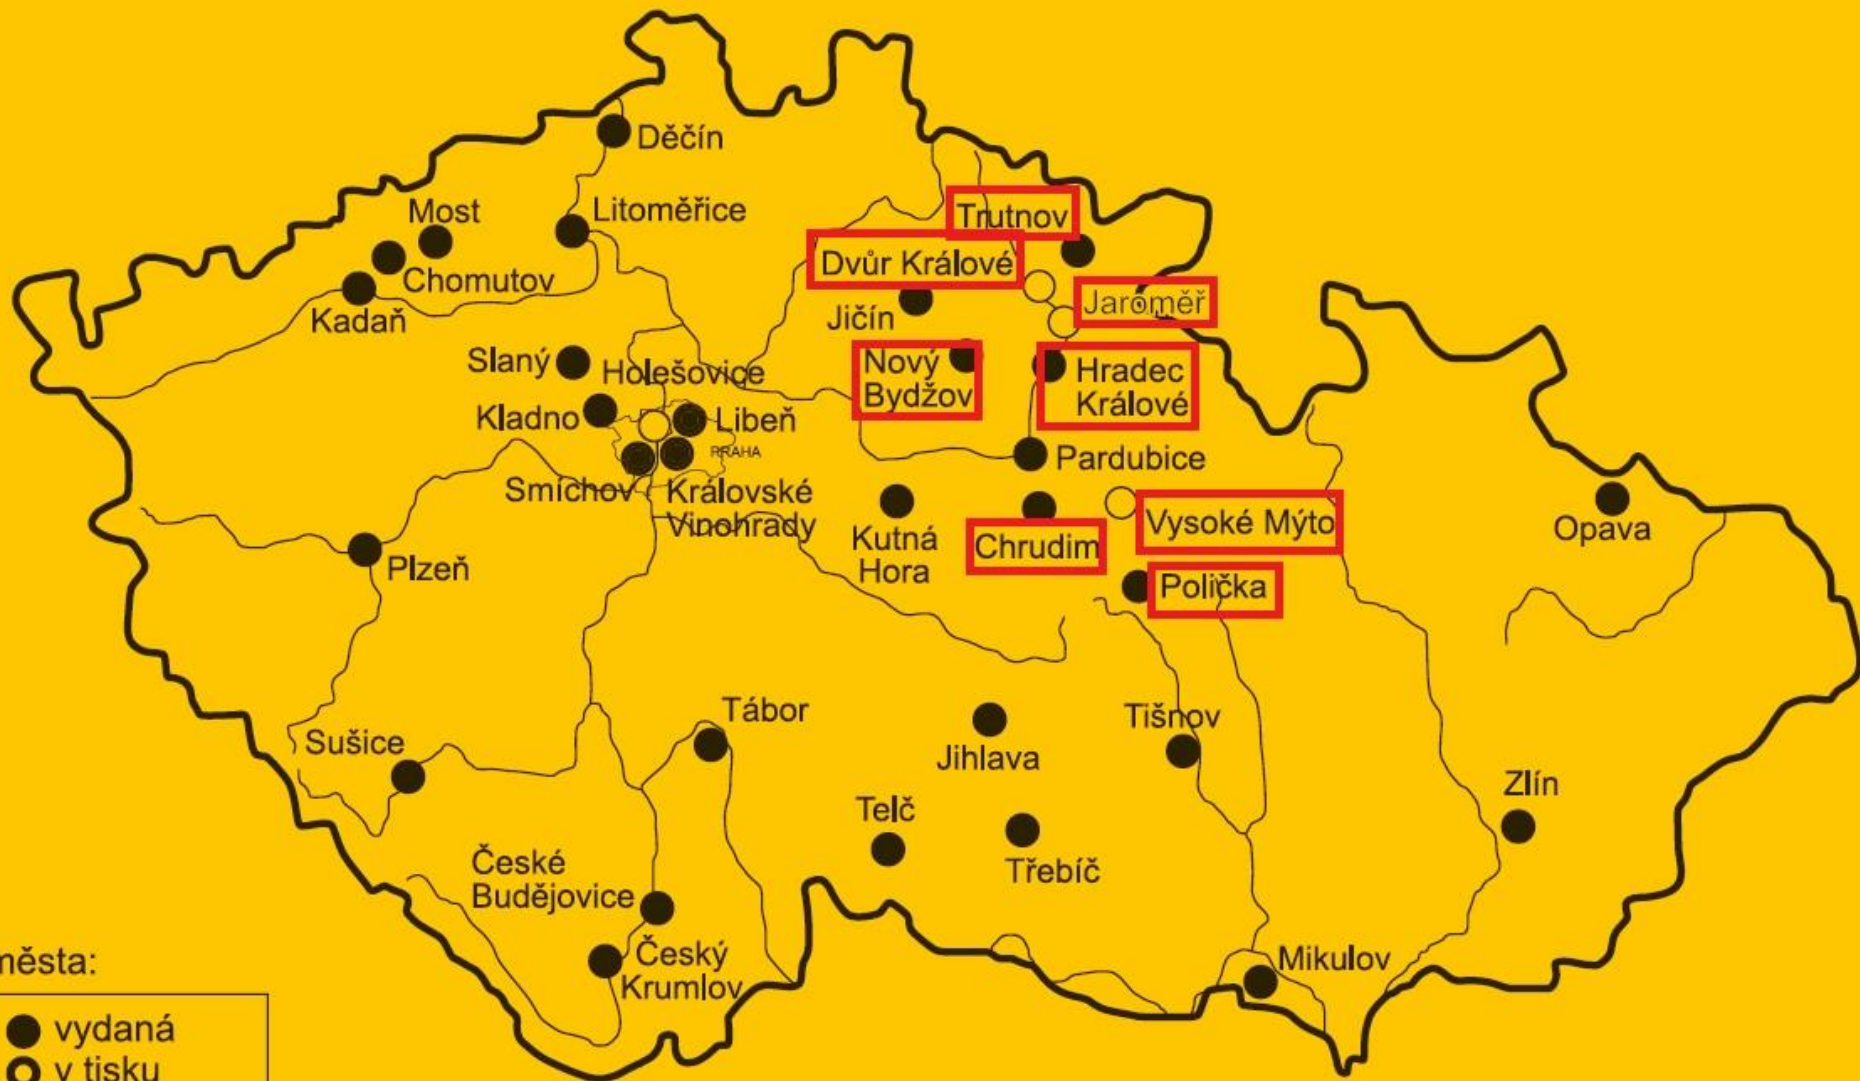 Děčín
Most
Litoměřice
Trutnov
Dvůr Králové
Chomutov
Jaroměř
Kadaň
Jičín
Slaný
Holešovice
Nový
Bydžov
Hradec
Králové
Kladno
Libeň
PRAHA
Pardubice
Smíchov
Královské
Vinohrady
Kutná
Hora
Chrudim
Vysoké Mýto
Opava
Plzeň
Polička
Tábor
Tišnov
Sušice
Jihlava
Zlín
Telč
Třebíč
České
Budějovice
Český
Krumlov
Mikulov
města:
vydaná
v tisku